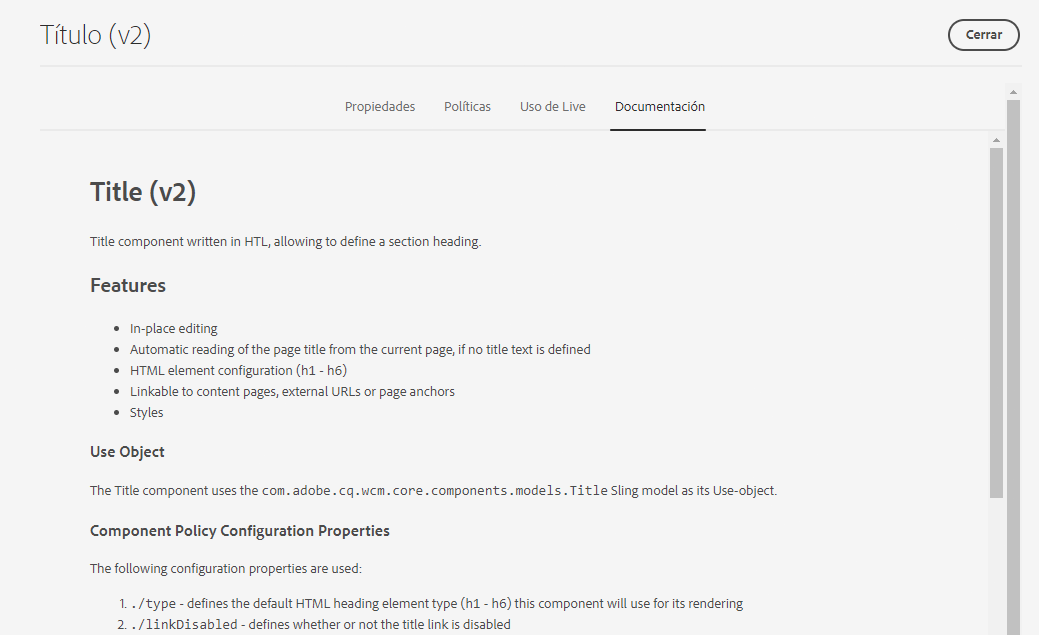 Título (v2)
Cerrar
Propiedades Políticas Uso de Live Documentación
Title (v2)
Title component written in HTL, allowing to define a section heading.
Features
• In-place editing
• Automatic reading of the page title from the current page, if no title text is defined
• HTML element configuration (h1 - h6)
• Linkable to content pages, external URLs or page anchors
• Styles
Use Object
The Title component uses the com.adobe.cq.wcm.core.components.models.Title Sling model as its Use-object.
Component Policy Configuration Properties
The following configuration properties are used:
1. ./type - defines the default HTML heading element type (h1 - h6) this component will use for its rendering
2. ./linkDisabled - defines whether or not the title link is disabled